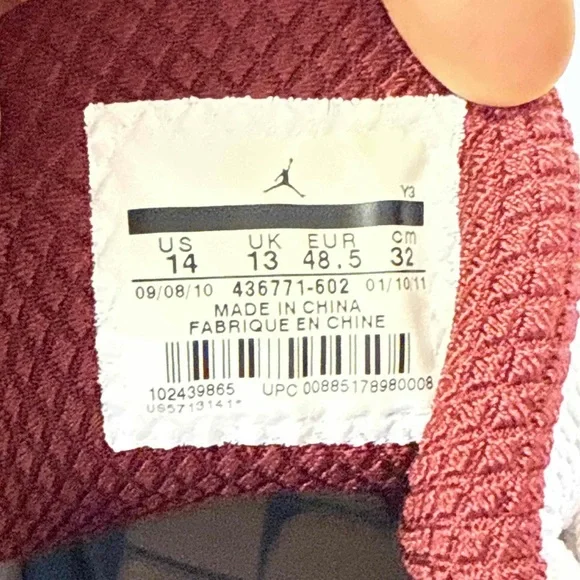 Y3
US UK EUR cm
14 13 48.5 32
09/08/10 436771-602 01/10/11
MADE IN CHINA
FABRIQUE EN CHINE
102439865 UPC 00885178980008
US5713141*